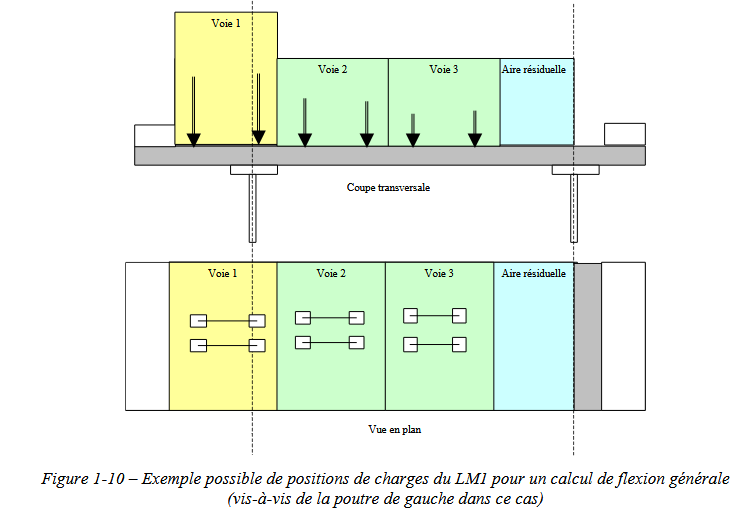 Voie 1
Voie 2
Voie 3
Aire résiduelle
Coupe transversale
Voie 1
Voie 2
Voie 3
Aire résiduelle
Vue en plan
Figure 1-10 – Exemple possible de positions de charges du LM1 pour un calcul de flexion générale
(vis-à-vis de la poutre de gauche dans ce cas)